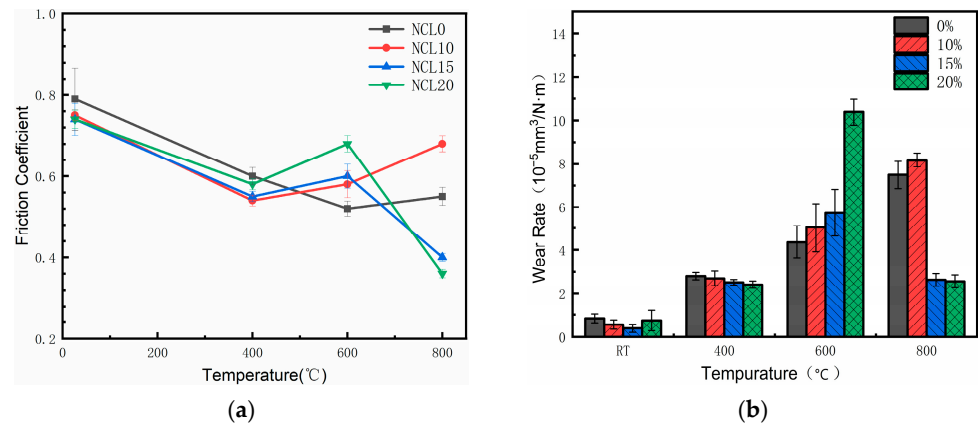 1.0
0.8
0.6
0.4
0.2
0
200
400
600
800
Friction Coefficient
Temperature(℃)
NCL0
NCL10
NCL15
NCL20
(a)
14
12
10
8
6
4
2
0
RT
400
600
800
Wear Rate（10⁻⁵mm³/N·m）
Tempurature（℃）
0%
10%
15%
20%
(b)